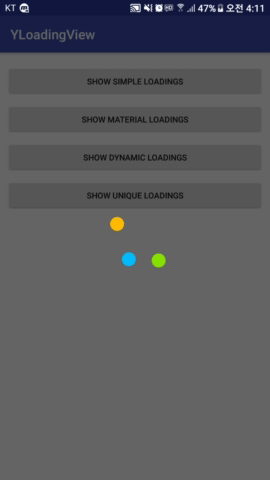 KT 47% 오전 4:11
YLoadingView
SHOW SIMPLE LOADINGS
SHOW MATERIAL LOADINGS
SHOW DYNAMIC LOADINGS
SHOW UNIQUE LOADINGS